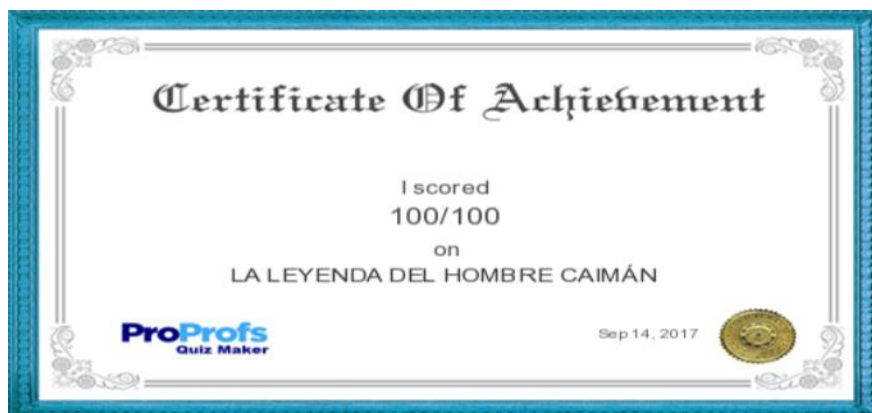 Certificate Of Achievement
I scored
100/100
on
LA LEYENDA DEL HOMBRE CAIMÁN
ProProfs
Quiz Maker
Sep 14, 2017